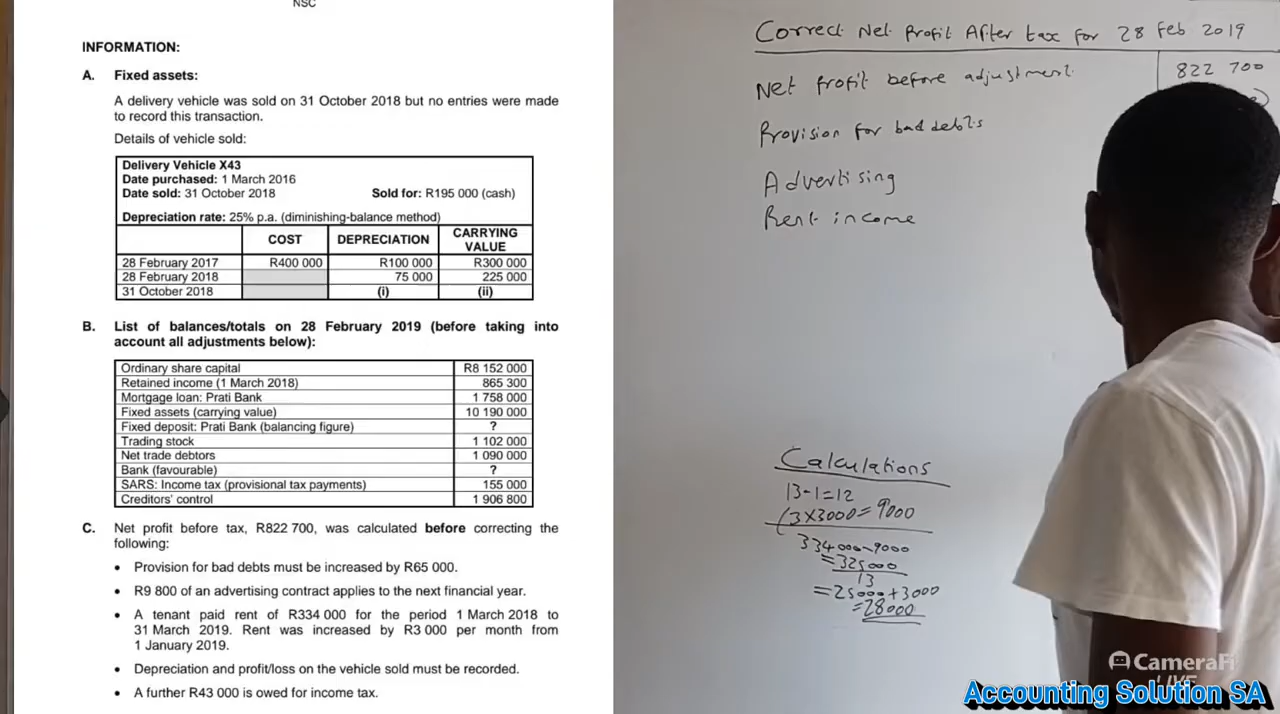 NSC
INFORMATION:
A. Fixed assets:
A delivery vehicle was sold on 31 October 2018 but no entries were made
to record this transaction.
Details of vehicle sold:
Delivery Vehicle X43
Date purchased: 1 March 2016
Date sold: 31 October 2018 Sold for: R195 000 (cash)
Depreciation rate: 25% p.a. (diminishing-balance method)
COST DEPRECIATION CARRYING VALUE
28 February 2017 R400 000 R100 000 R300 000
28 February 2018 75 000 225 000
31 October 2018 (i) (ii)
B. List of balances/totals on 28 February 2019 (before taking into
account all adjustments below):
Ordinary share capital R8 152 000
Retained income (1 March 2018) 865 300
Mortgage loan: Prati Bank 1 758 000
Fixed assets (carrying value) 10 190 000
Fixed deposit: Prati Bank (balancing figure) ?
Trading stock 1 102 000
Net trade debtors 1 090 000
Bank (favourable) ?
SARS: Income tax (provisional tax payments) 155 000
Creditors' control 1 906 800
C. Net profit before tax, R822 700, was calculated before correcting the
following:
• Provision for bad debts must be increased by R65 000.
• R9 800 of an advertising contract applies to the next financial year.
• A tenant paid rent of R334 000 for the period 1 March 2018 to
31 March 2019. Rent was increased by R3 000 per month from
1 January 2019.
• Depreciation and profit/loss on the vehicle sold must be recorded.
• A further R43 000 is owed for income tax.
Correct Net Profit After tax for 28 Feb 2019
Net Profit before adjustment 822 700
Provision for bad debts
Advertising
Rent income
Calculations
13-1=12
(3X3000=9000
334000-9000
=325000
13
=25000+3000
=28000
CameraFi
LIVE
Accounting Solution SA